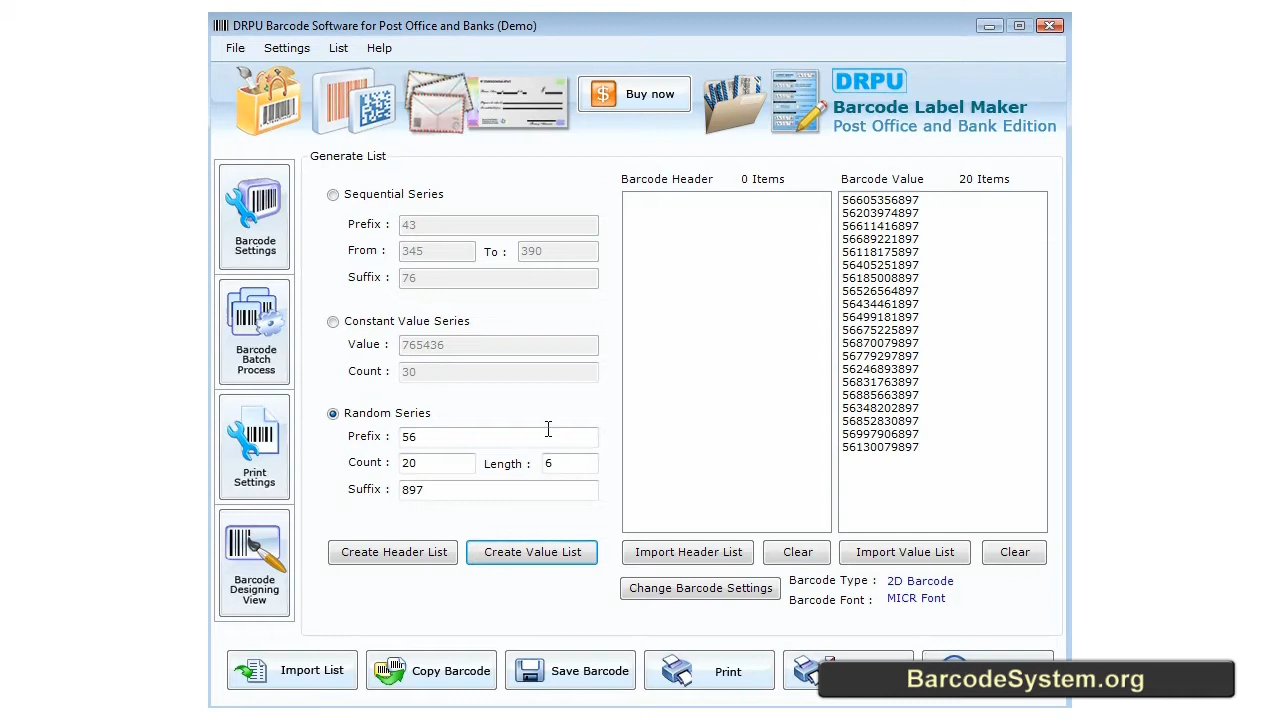 DRPU Barcode Software for Post Office and Banks (Demo)
File Settings List Help
Buy now
DRPU
Barcode Label Maker
Post Office and Bank Edition
Barcode Settings
Barcode Batch Process
Print Settings
Barcode Designing View
Generate List
Sequential Series
Prefix : 43
From : 345 To : 390
Suffix : 76
Constant Value Series
Value : 765436
Count : 30
Random Series
Prefix : 56
Count : 20 Length : 6
Suffix : 897
Create Header List Create Value List
Barcode Header 0 Items
Barcode Value 20 Items
56605356897
56203974897
56611416897
56689221897
56118175897
56405251897
56185008897
56526564897
56434461897
56499181897
56675225897
56870079897
56779297897
56246893897
56831763897
56885663897
56348202897
56852830897
56997906897
56130079897
Import Header List Clear
Import Value List Clear
Change Barcode Settings
Barcode Type : 2D Barcode
Barcode Font : MICR Font
Import List Copy Barcode Save Barcode Print
BarcodeSystem.org